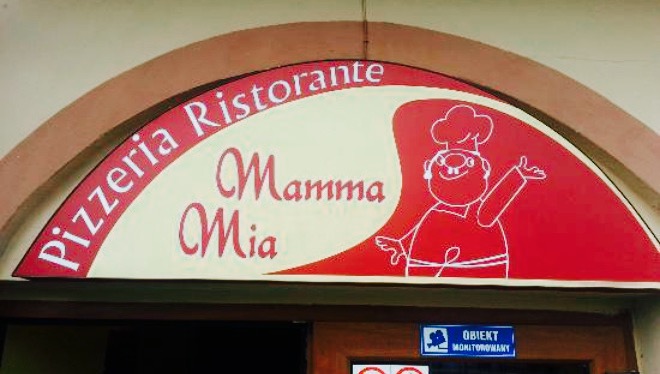 Pizzeria Ristorante
Mamma
Mia
OBIEKT
MONITOROWANY